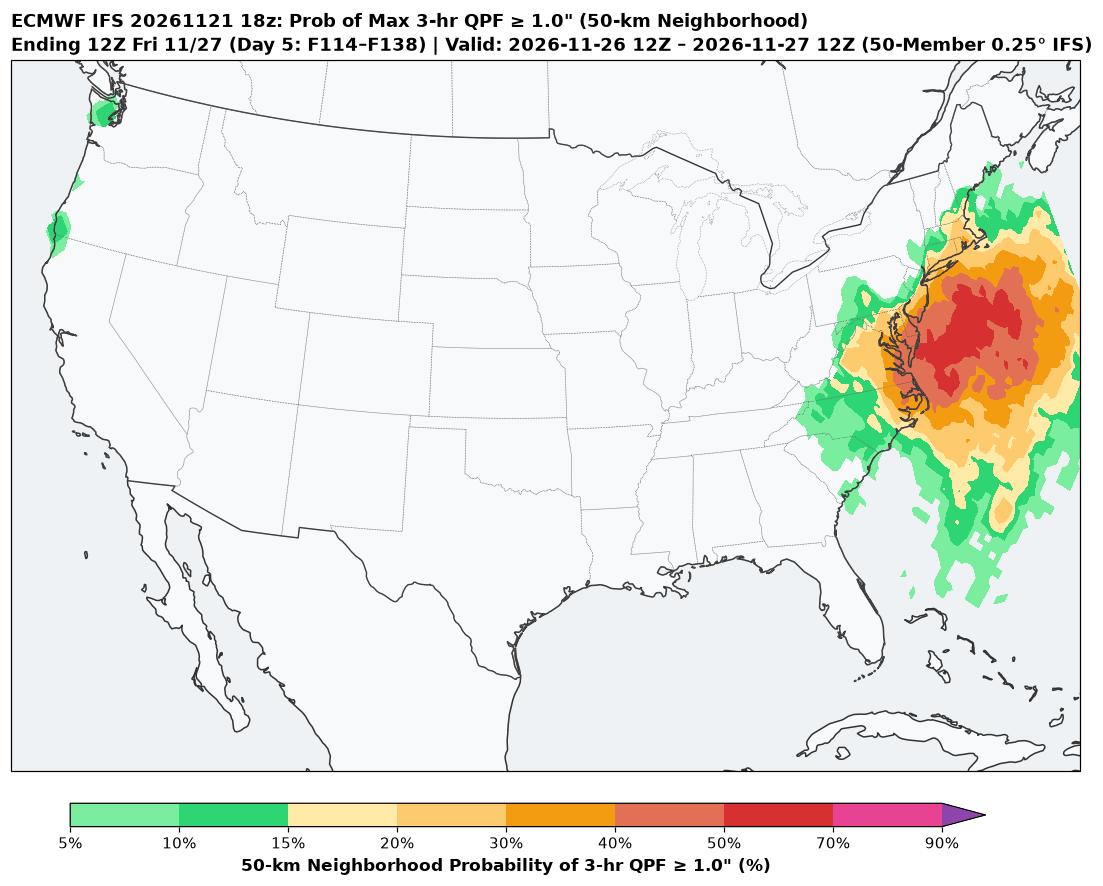 ECMWF IFS 20261121 18z: Prob of Max 3-hr QPF ≥ 1.0" (50-km Neighborhood)
Ending 12Z Fri 11/27 (Day 5: F114–F138) | Valid: 2026-11-26 12Z – 2026-11-27 12Z (50-Member 0.25° IFS)
5% 10% 15% 20% 30% 40% 50% 70% 90%
50-km Neighborhood Probability of 3-hr QPF ≥ 1.0" (%)